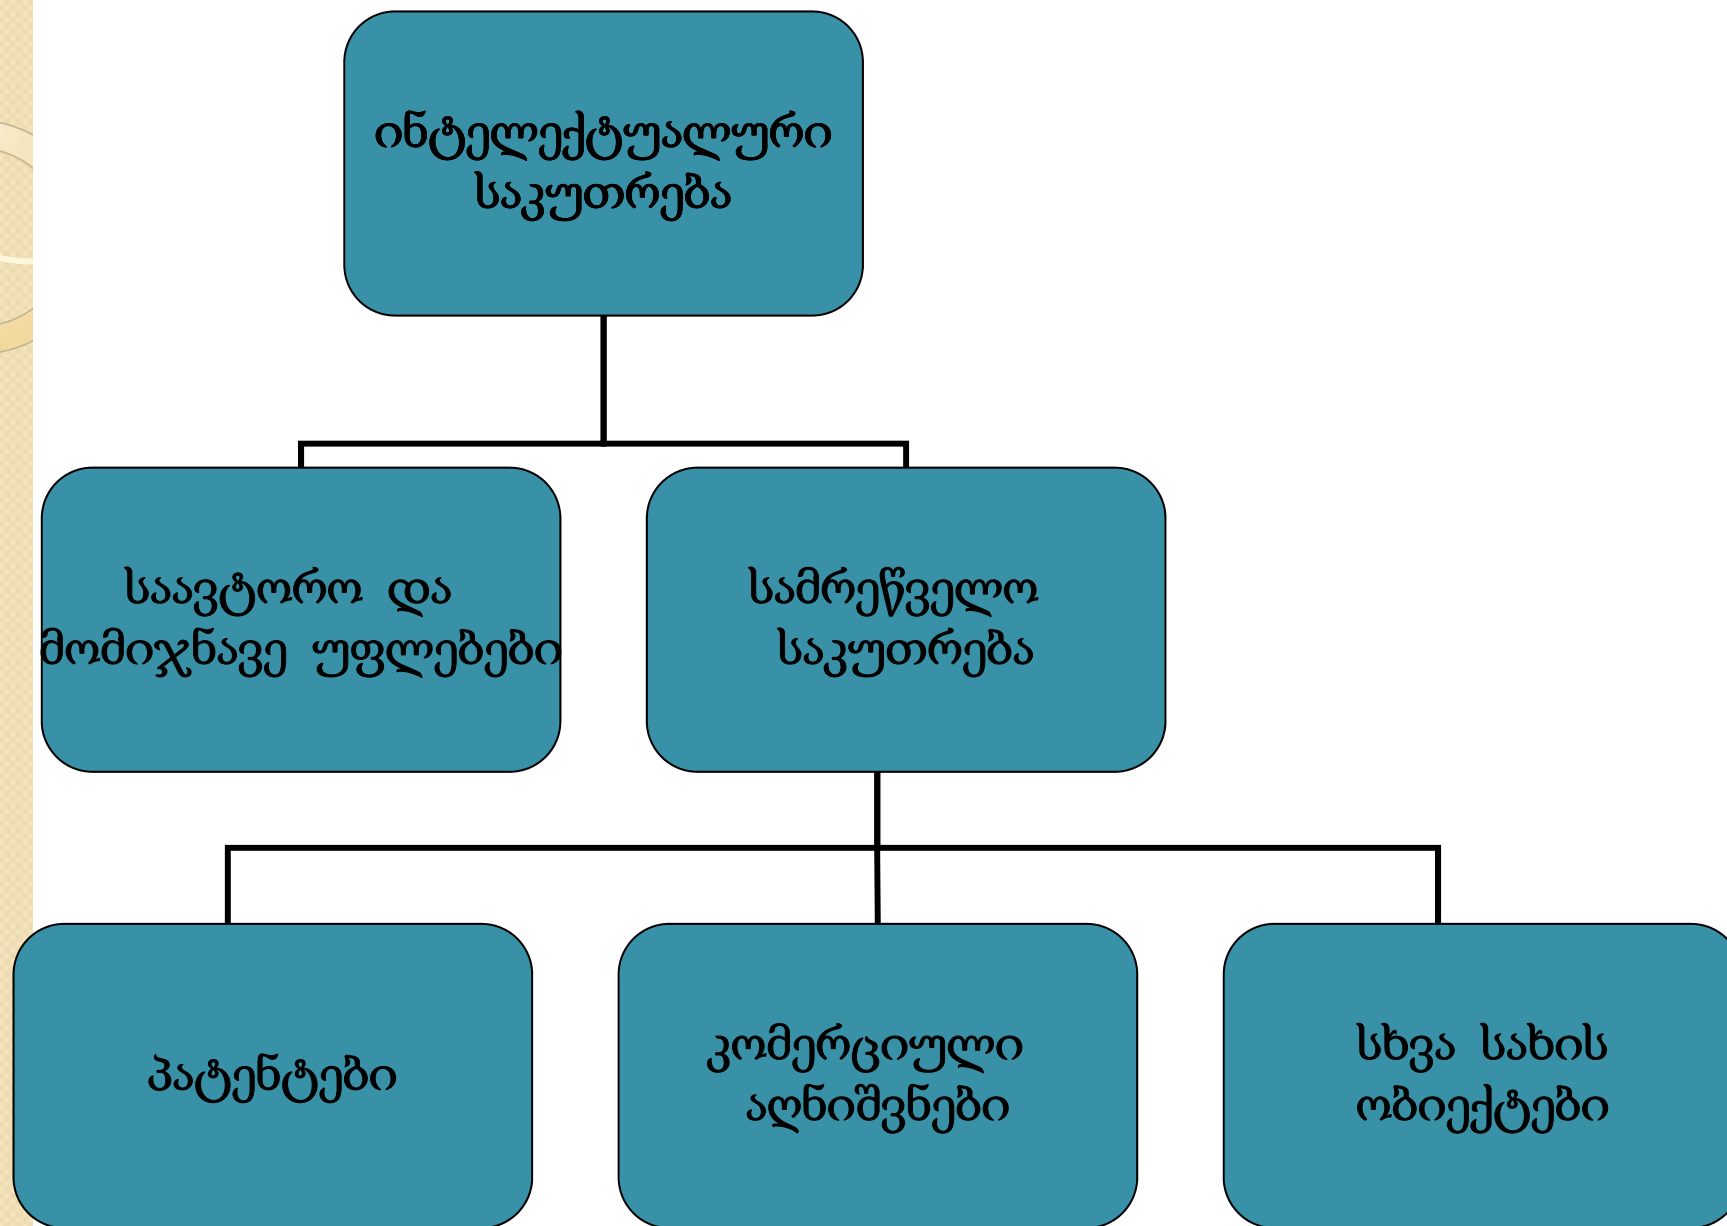 ინტელექტუალური
საკუთრება
საავტორო და
მომიჯნავე უფლებები
სამრეწველო
საკუთრება
პატენტები
კომერციული
აღნიშვნები
სხვა სახის
ობიექტები